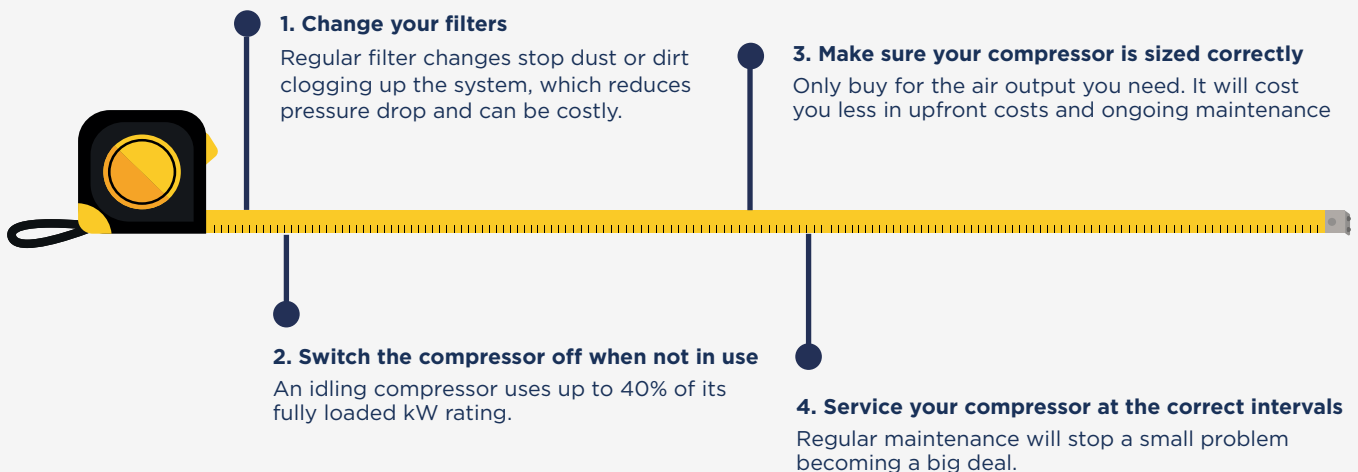 1. Change your filters
Regular filter changes stop dust or dirt
clogging up the system, which reduces
pressure drop and can be costly.
2. Switch the compressor off when not in use
An idling compressor uses up to 40% of its
fully loaded kW rating.
3. Make sure your compressor is sized correctly
Only buy for the air output you need. It will cost
you less in upfront costs and ongoing maintenance
4. Service your compressor at the correct intervals
Regular maintenance will stop a small problem
becoming a big deal.